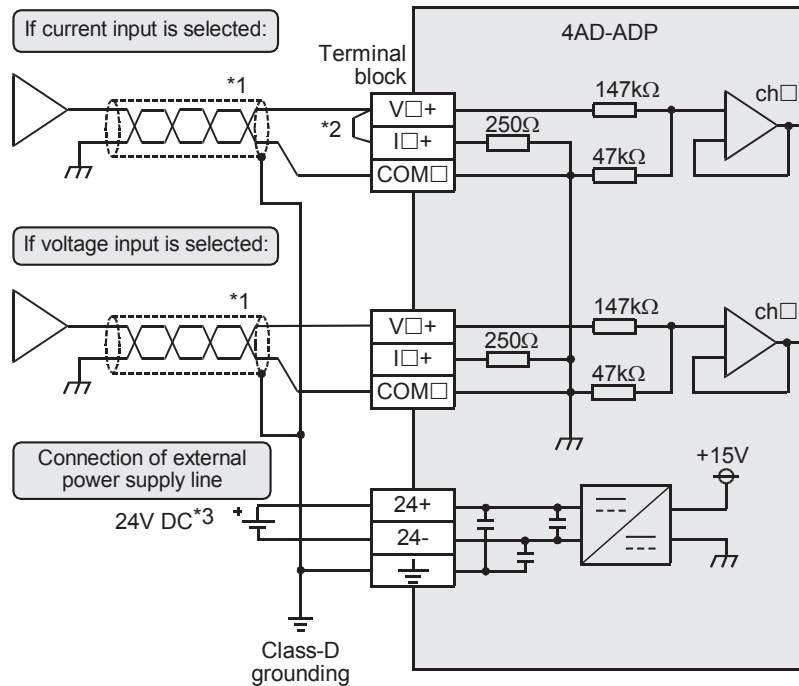 If current input is selected:
4AD-ADP
Terminal
block
*1
*2
V□+
I□+
COM□
250Ω
147kΩ
47kΩ
ch□
If voltage input is selected:
*1
V□+
I□+
COM□
250Ω
147kΩ
47kΩ
ch□
Connection of external
power supply line
24V DC*3
+
24+
24-
+15V
Class-D
grounding